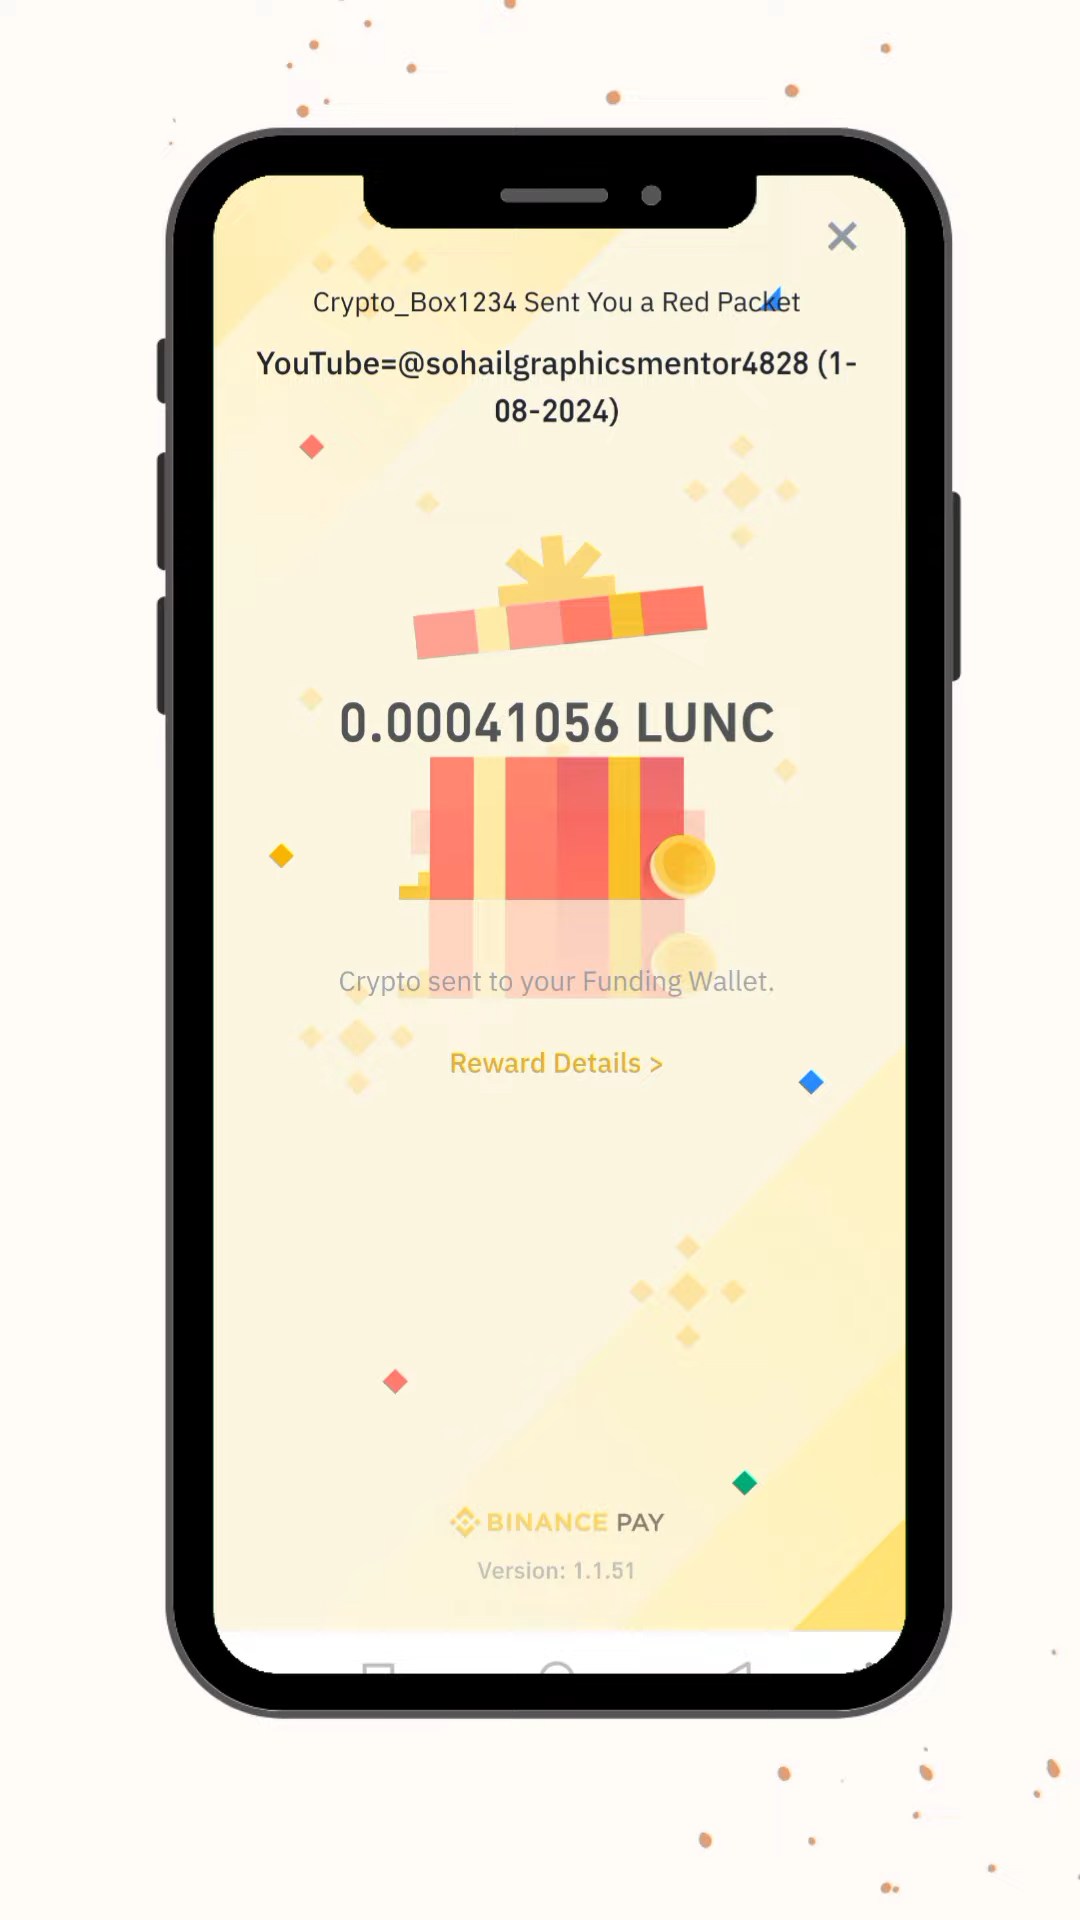 Crypto_Box1234 Sent You a Red Packet
YouTube=@sohailgraphicsmentor4828 (1-
08-2024)
0.00041056 LUNC
Crypto sent to your Funding Wallet.
Reward Details >
BINANCE PAY
Version: 1.1.51